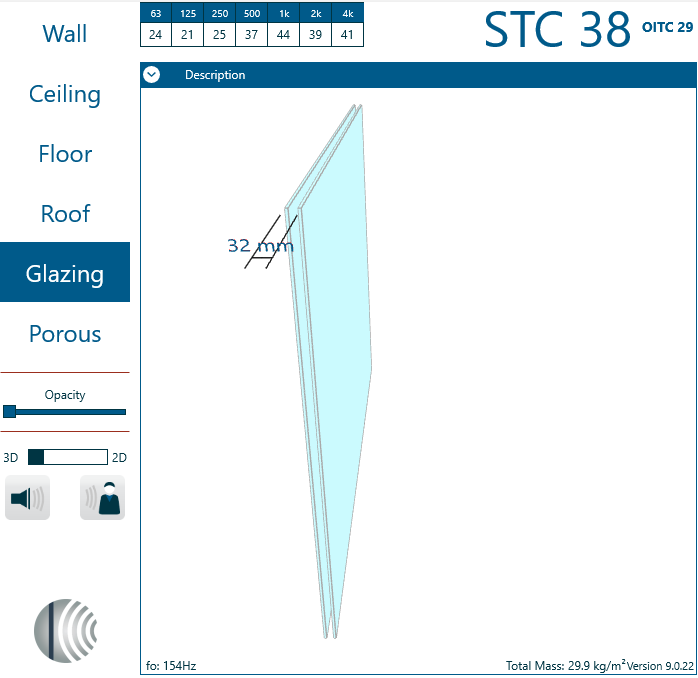 63 125 250 500 1k 2k 4k
24 21 25 37 44 39 41
STC 38 OITC 29
Wall
Ceiling
Floor
Roof
Glazing
Porous
Opacity
3D 2D
Description
32 mm
fo: 154Hz
Total Mass: 29.9 kg/m² Version 9.0.22